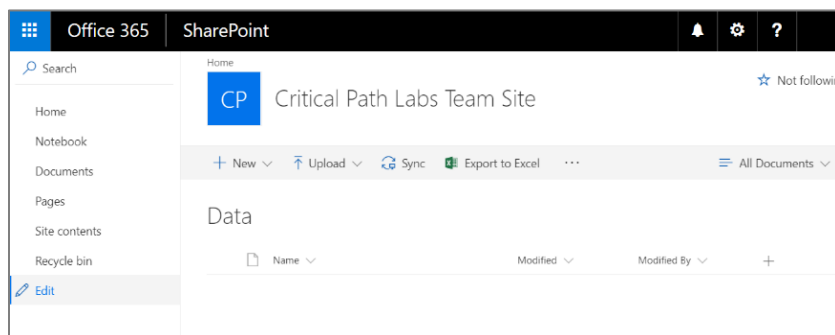 Office 365 SharePoint ?
Search
Home
Notebook
Documents
Pages
Site contents
Recycle bin
Edit
Home
CP Critical Path Labs Team Site
Not followin
New Upload Sync Export to Excel ... All Documents
Data
Name Modified Modified By